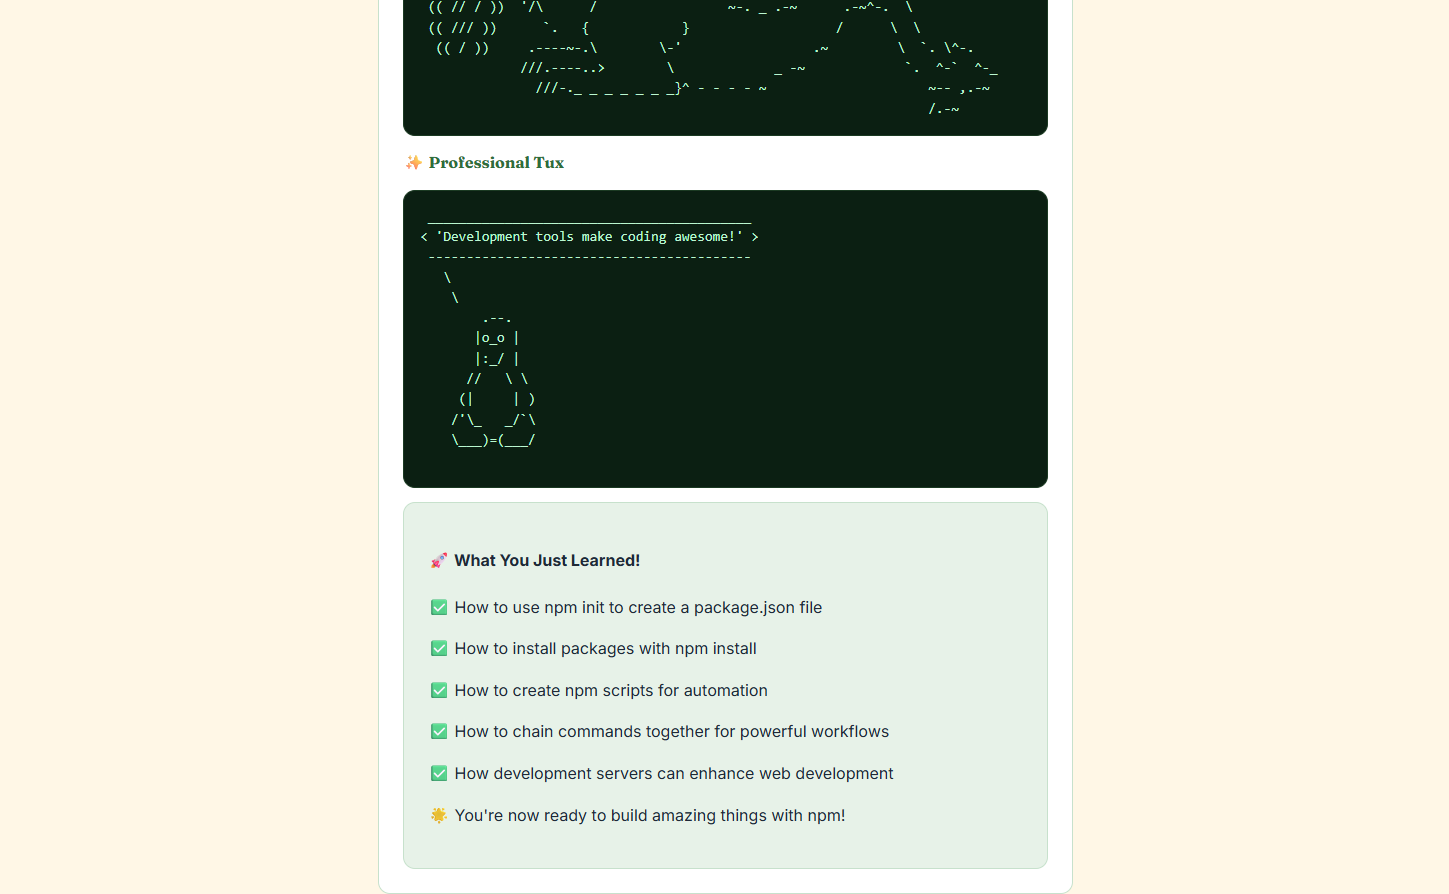 (( // / ))  '/\      /                 ~-. _ .-~      .-~^-.  \
(( /// ))      `.   {            }                   /      \  \
 (( / ))     .----~-.\        \-'                 .~         \  `. \^-.
            ///.----..>        \             _ -~             `.  ^-`  ^-_
              ///-._ _ _ _ _ _ _}^ - - - - ~                     ~-- ,.-~
                                                                 /.-~
✨ Professional Tux
 __________________________________________
< 'Development tools make coding awesome!' >
 ------------------------------------------
   \
    \
        .--.
       |o_o |
       |:_/ |
      //   \ \
     (|     | )
    /'\_   _/`\
    \___)=(___/
🚀 What You Just Learned!
✅ How to use npm init to create a package.json file
✅ How to install packages with npm install
✅ How to create npm scripts for automation
✅ How to chain commands together for powerful workflows
✅ How development servers can enhance web development
🌟 You're now ready to build amazing things with npm!